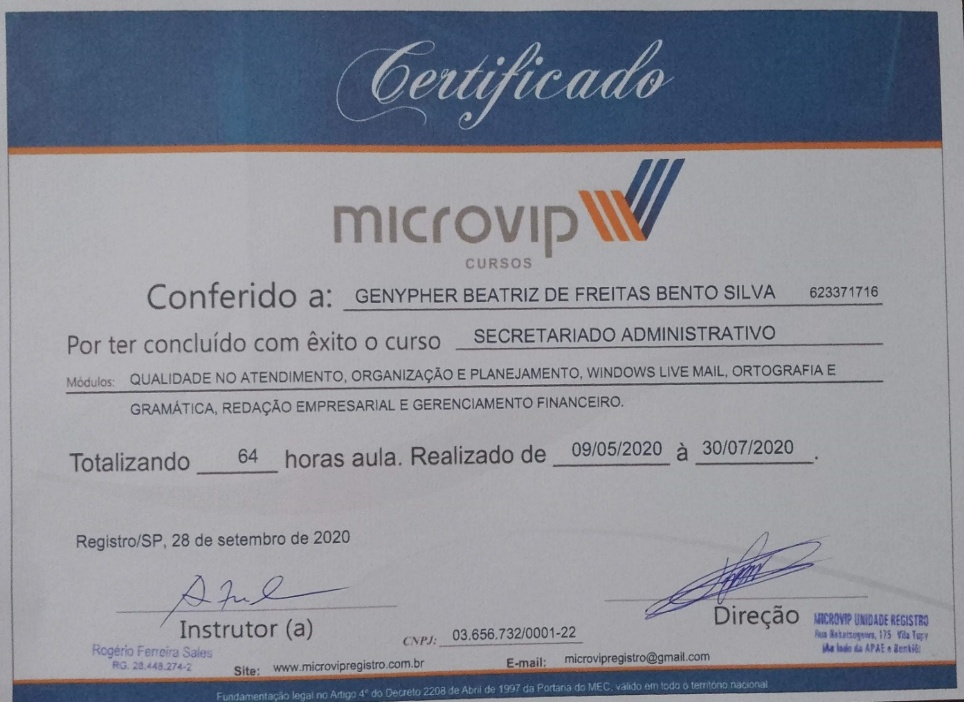 Certificado
microvip
CURSOS
Conferido a: GENYPHER BEATRIZ DE FREITAS BENTO SILVA 623371716
Por ter concluído com êxito o curso SECRETARIADO ADMINISTRATIVO
Módulos: QUALIDADE NO ATENDIMENTO, ORGANIZAÇÃO E PLANEJAMENTO, WINDOWS LIVE MAIL, ORTOGRAFIA E
GRAMÁTICA, REDAÇÃO EMPRESARIAL E GERENCIAMENTO FINANCEIRO.
Totalizando 64 horas aula. Realizado de 09/05/2020 à 30/07/2020.
Registro/SP, 28 de setembro de 2020
Instrutor (a)
Rogério Ferreira Sales
RG. 28.448.274-2
CNPJ: 03.656.732/0001-22
Direção
MICROVIP UNIDADE REGISTRO
175 Vila Tupy
lado da APAE e
Site: www.microvipregistro.com.br E-mail: microvipregistro@gmail.com
Fundamentação legal no Artigo 4º do Decreto 2208 de Abril de 1997 da Portaria do MEC, válido em todo o território nacional